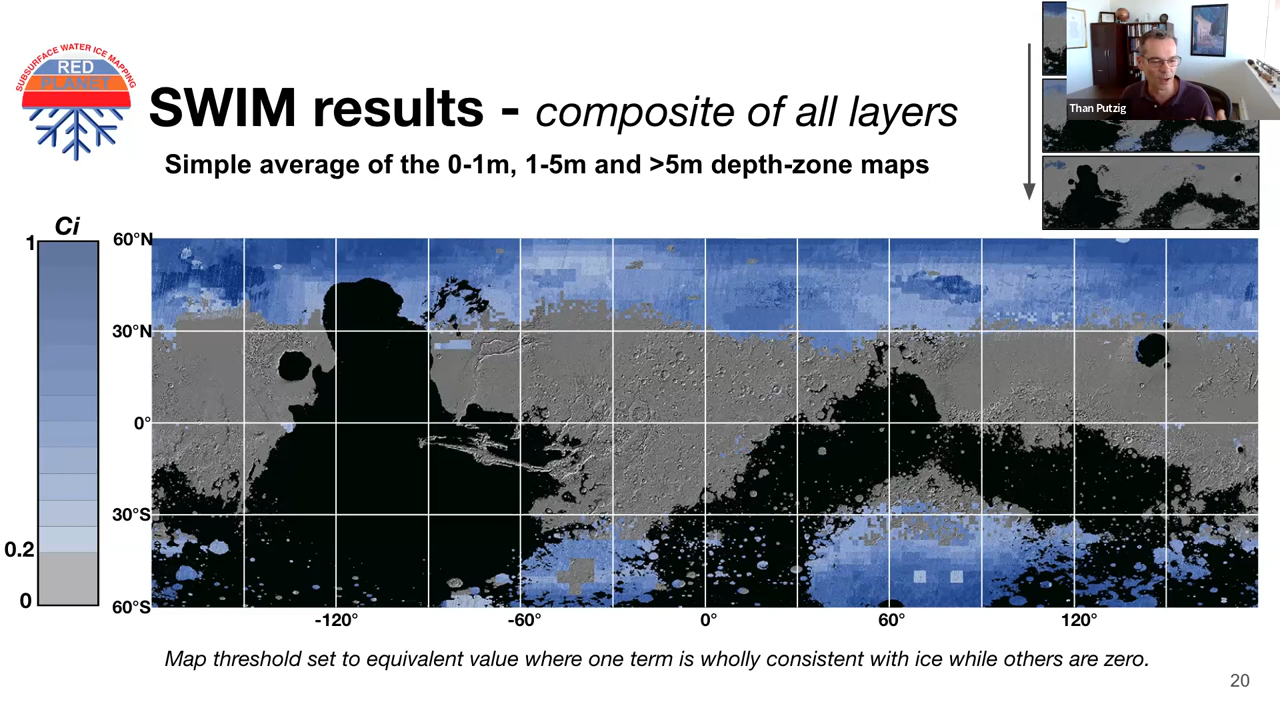 SUBSURFACE WATER ICE MAPPING
RED
PLANET
SWIM results - composite of all layers
Simple average of the 0-1m, 1-5m and >5m depth-zone maps
Than Putzig
Ci
1
0.2
0
60°N
30°N
0°
30°S
60°S
-120°
-60°
0°
60°
120°
Map threshold set to equivalent value where one term is wholly consistent with ice while others are zero.
20